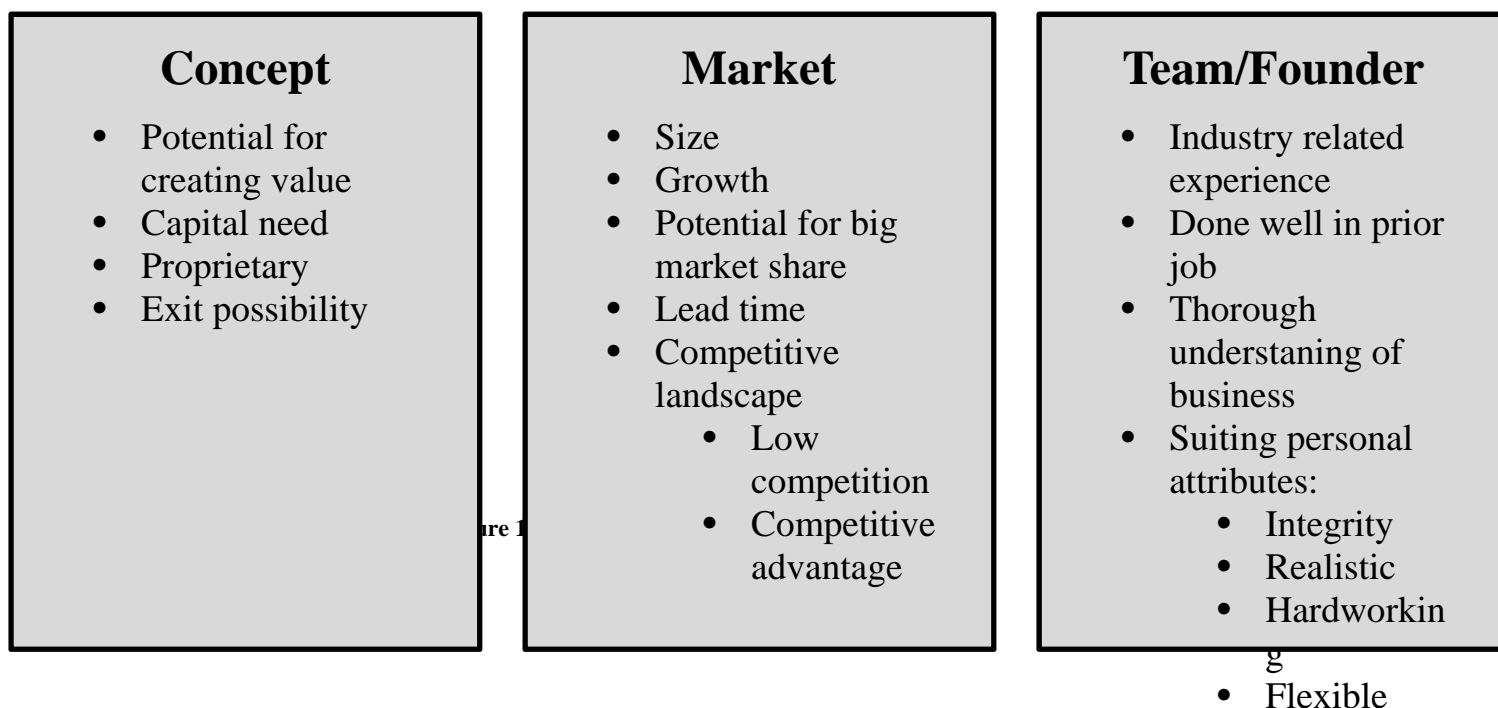 Concept
• Potential for
creating value
• Capital need
• Proprietary
• Exit possibility
ure 1
Market
• Size
• Growth
• Potential for big
market share
• Lead time
• Competitive
landscape
• Low
competition
• Competitive
advantage
Team/Founder
• Industry related
experience
• Done well in prior
job
• Thorough
understaning of
business
• Suiting personal
attributes:
• Integrity
• Realistic
• Hardworkin
g
• Flexible